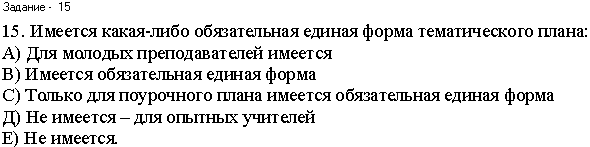 Задание - 15
15. Имеется какая-либо обязательная единая форма тематического плана:
А) Для молодых преподавателей имеется
В) Имеется обязательная единая форма
С) Только для поурочного плана имеется обязательная единая форма
Д) Не имеется – для опытных учителей
Е) Не имеется.